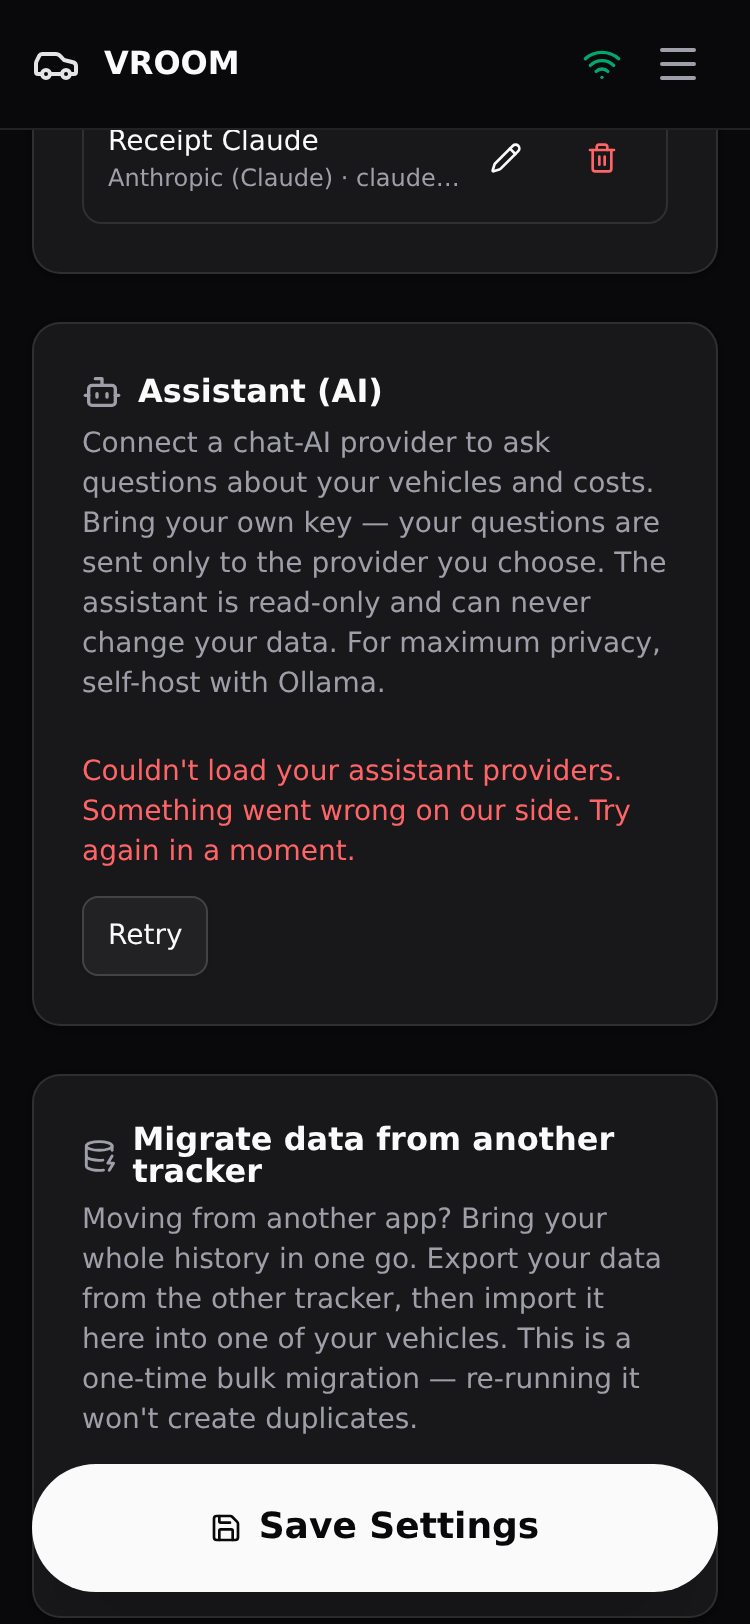 VROOM
Receipt Claude
Anthropic (Claude) · claude...
Assistant (AI)
Connect a chat-AI provider to ask
questions about your vehicles and costs.
Bring your own key — your questions are
sent only to the provider you choose. The
assistant is read-only and can never
change your data. For maximum privacy,
self-host with Ollama.
Couldn't load your assistant providers.
Something went wrong on our side. Try
again in a moment.
Retry
Migrate data from another
tracker
Moving from another app? Bring your
whole history in one go. Export your data
from the other tracker, then import it
here into one of your vehicles. This is a
one-time bulk migration — re-running it
won't create duplicates.
Save Settings